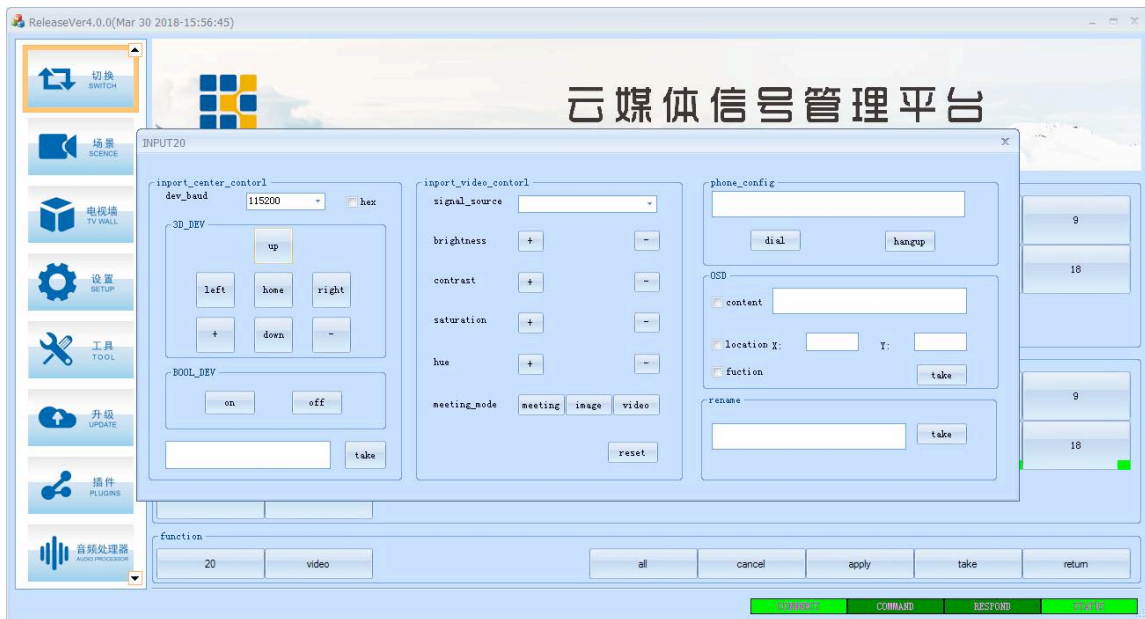 ReleaseVer4.0.0(Mar 30 2018-15:56:45)
切换
SWITCH
场景
SCENCE
电视墙
TV WALL
设置
SETUP
工具
TOOL
升级
UPDATE
插件
PLUGINS
音频处理器
AUDIO PROCESSOR
云媒体信号管理平台
INPUT20
inport_center_contorl
dev_baud 115200 hex
3D_DEV
up
left home right
+ down -
BOOL_DEV
on off
take
inport_video_contorl
signal_source
brightness + -
contrast + -
saturation + -
hue + -
meeting_mode meeting image video
reset
phone_config
dial hangup
OSD
content
location X: Y:
fuction take
rename
take
9
18
9
18
function
20 video all cancel apply take return
COMMAND RESPOND